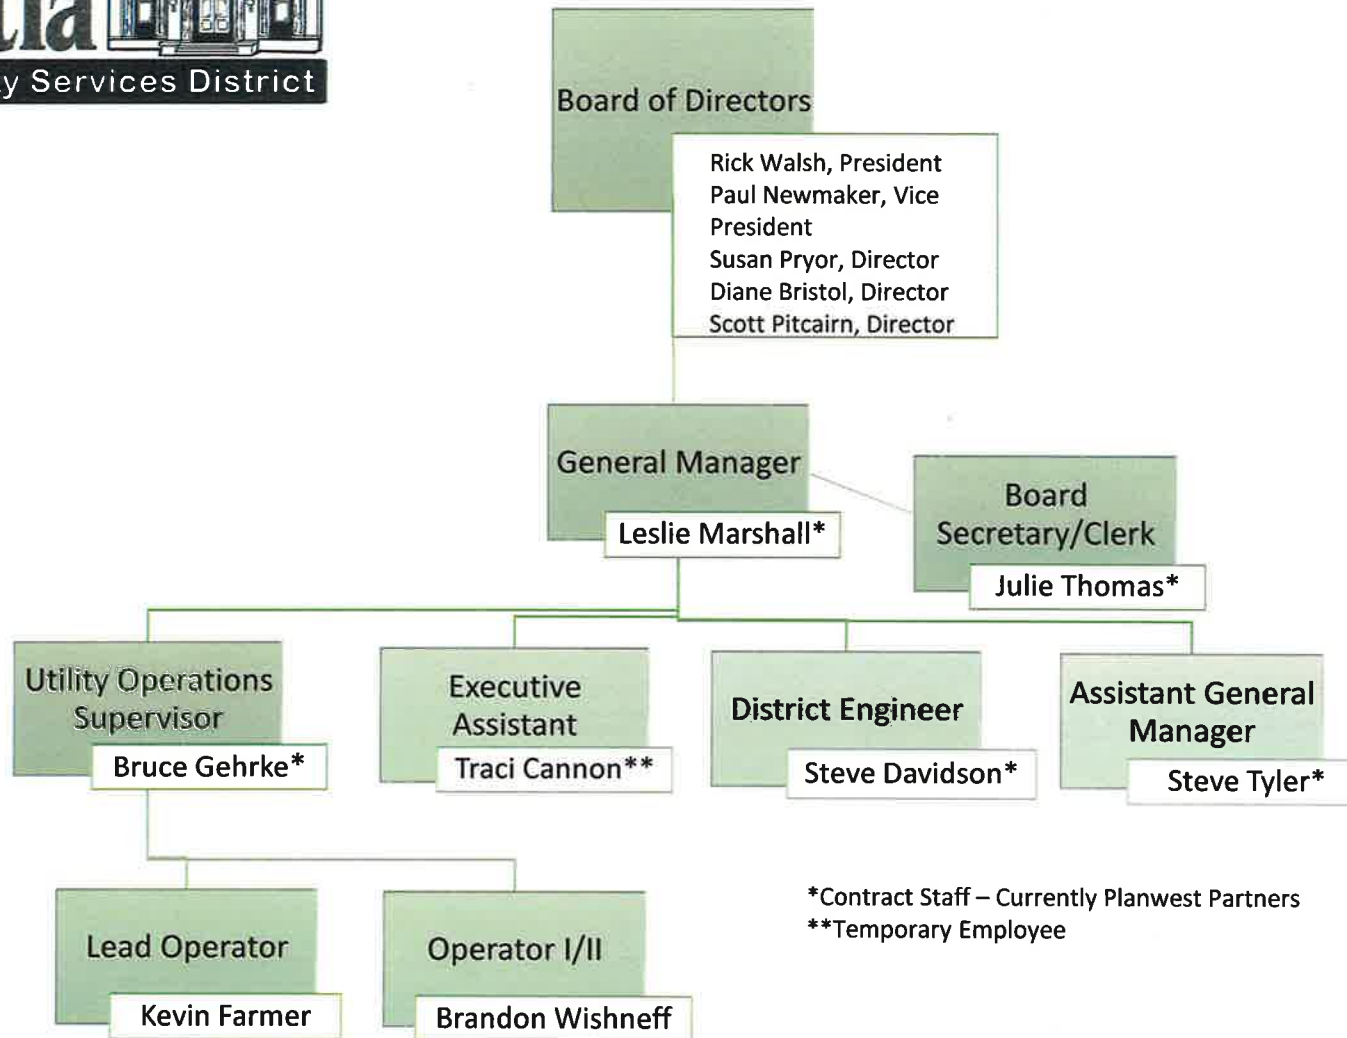 Services District
Board of Directors
Rick Walsh, President
Paul Newmaker, Vice
President
Susan Pryor, Director
Diane Bristol, Director
Scott Pitcairn, Director
General Manager
Leslie Marshall*
Board
Secretary/Clerk
Julie Thomas*
Utility Operations
Supervisor
Bruce Gehrke*
Executive
Assistant
Traci Cannon**
District Engineer
Steve Davidson*
Assistant General
Manager
Steve Tyler*
Lead Operator
Kevin Farmer
Operator I/II
Brandon Wishneff
*Contract Staff – Currently Planwest Partners
**Temporary Employee